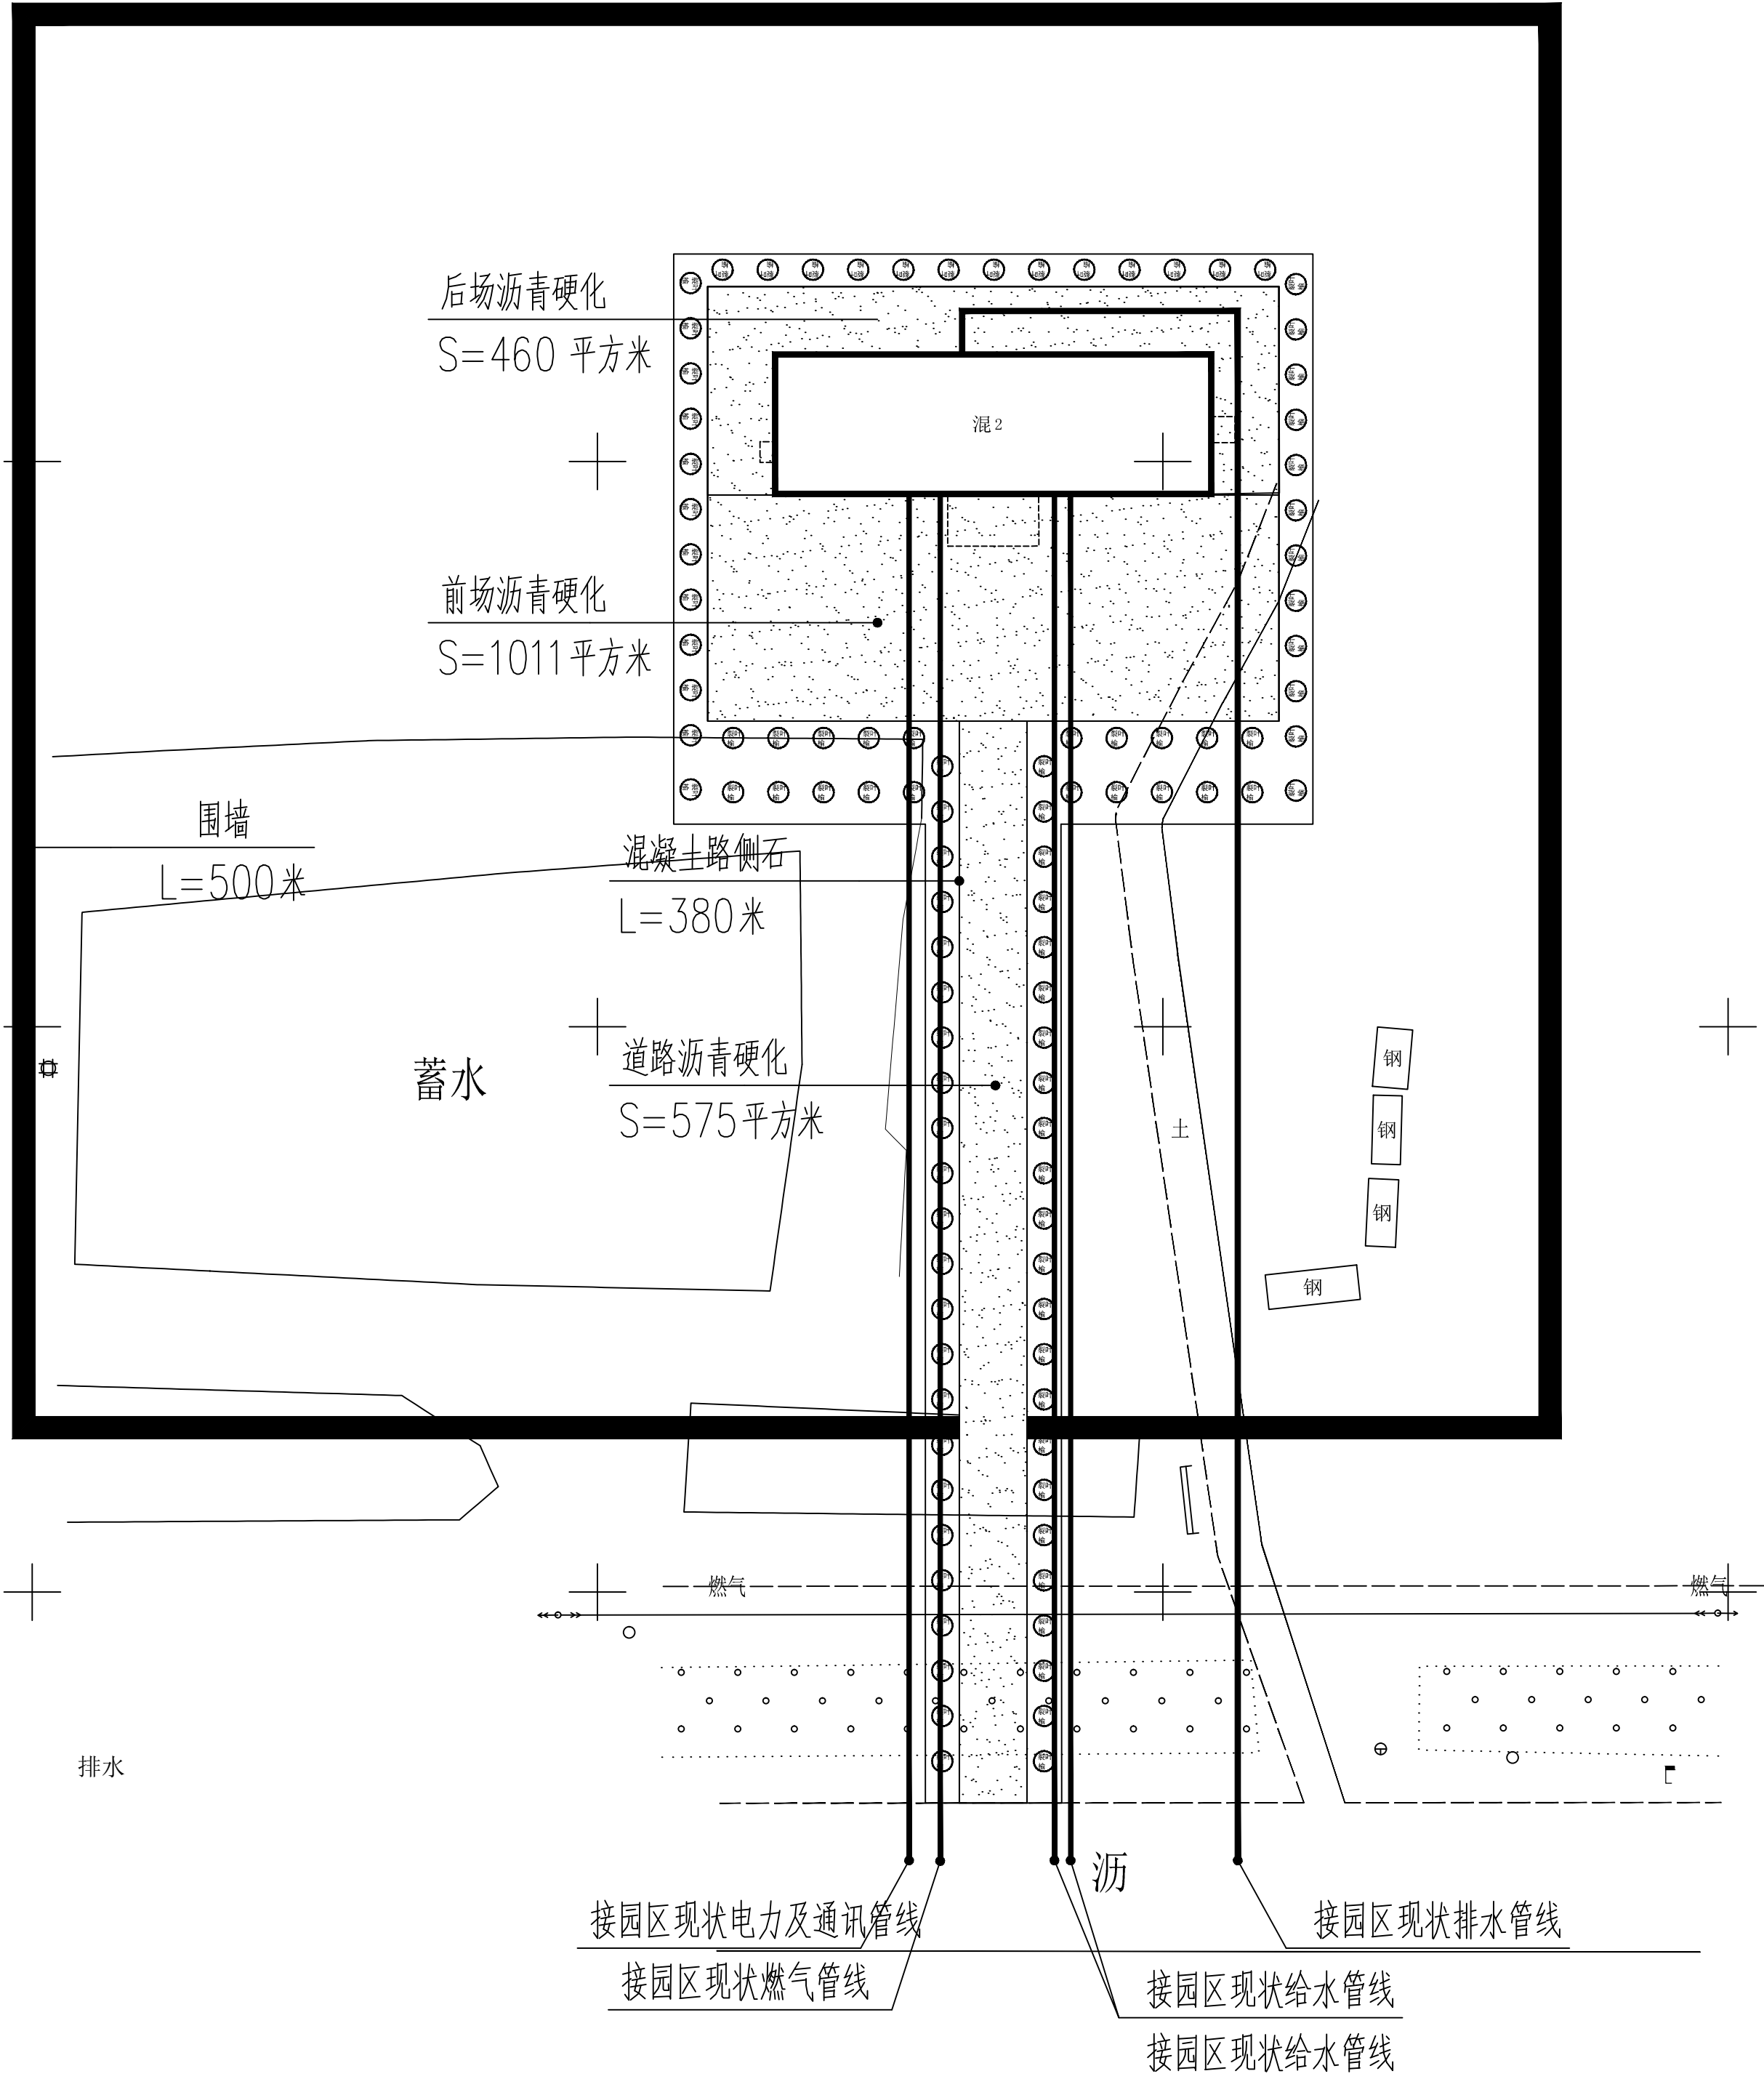 后场沥青硬化
S=460 平方米
混2
前场沥青硬化
S=1011平方米
围墙
L=500米
混凝土路侧石
L=380米
蓄水
道路沥青硬化
S=575平方米
土
钢
钢
钢
钢
燃气
燃气
排水
沥
接园区现状电力及通讯管线
接园区现状排水管线
接园区现状燃气管线
接园区现状给水管线
接园区现状给水管线